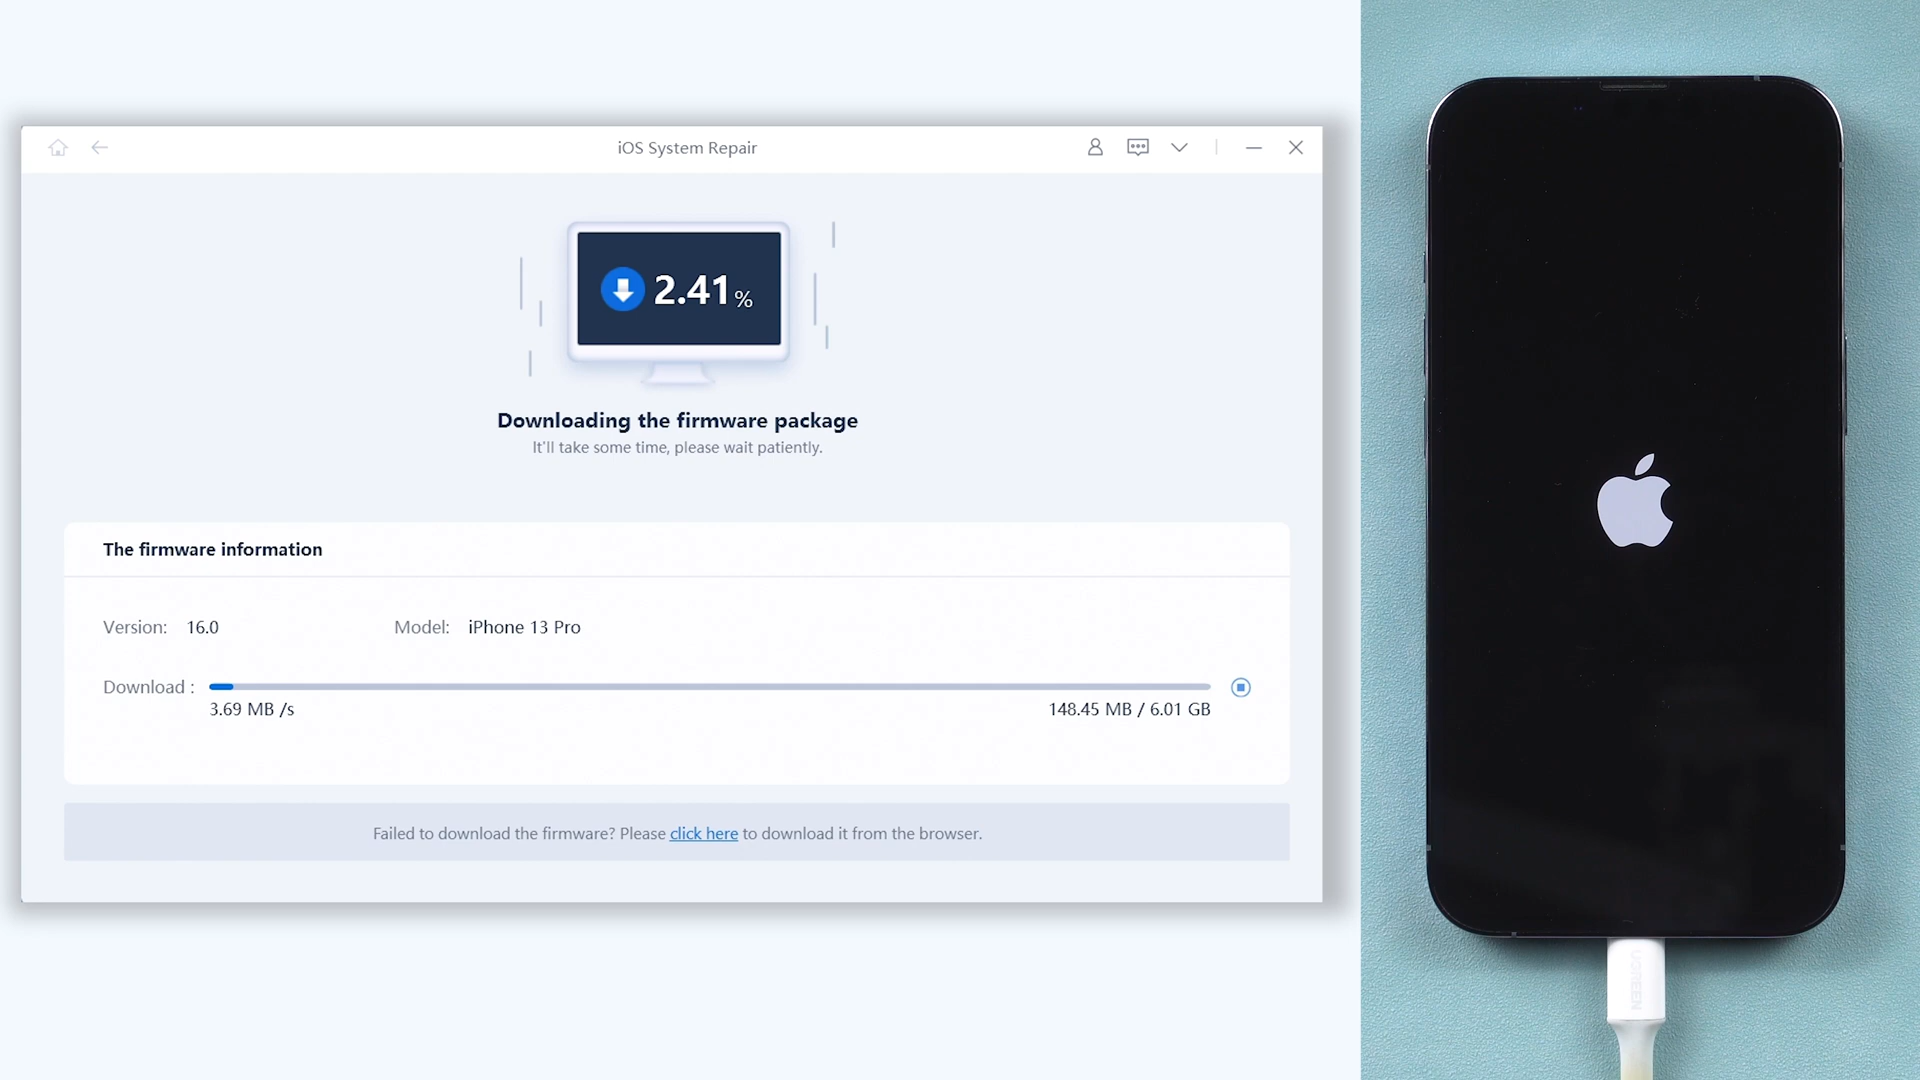 iOS System Repair
2.41%
Downloading the firmware package
It'll take some time, please wait patiently.
The firmware information
Version: 16.0 Model: iPhone 13 Pro
Download :
3.69 MB /s 148.45 MB / 6.01 GB
Failed to download the firmware? Please click here to download it from the browser.
UGREEN